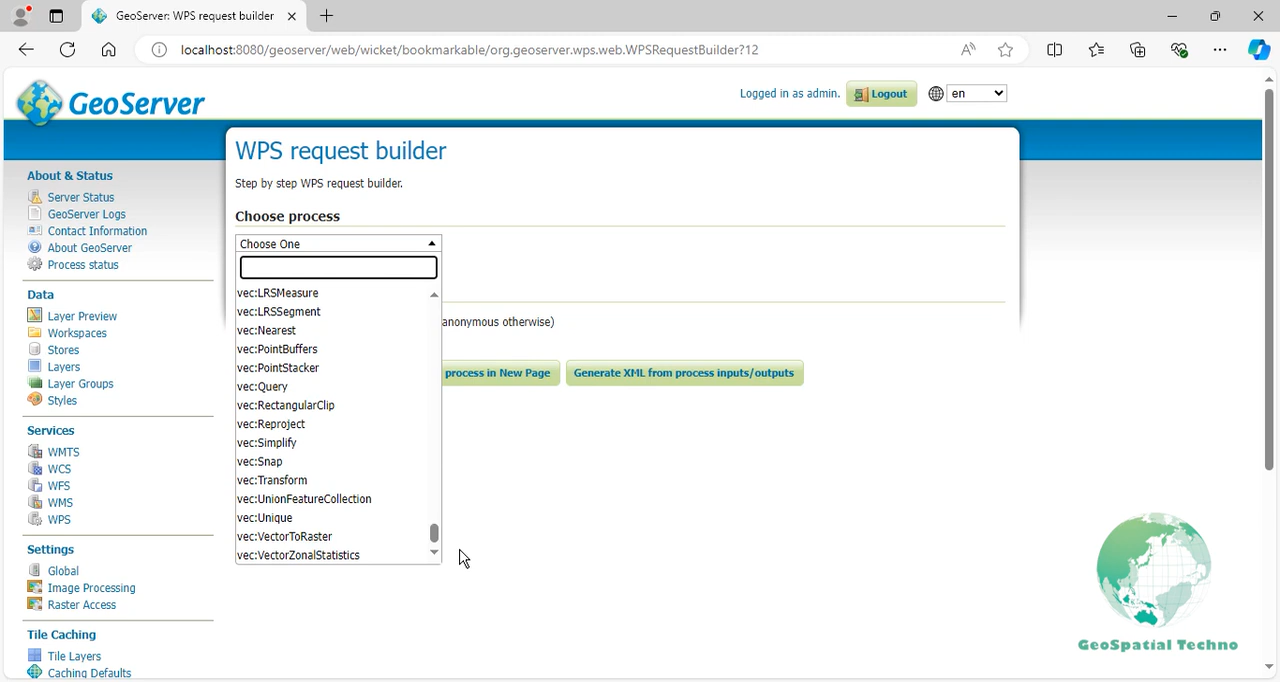 GeoServer: WPS request builder
localhost:8080/geoserver/web/wicket/bookmarkable/org.geoserver.wps.web.WPSRequestBuilder?12
GeoServer
Logged in as admin.
Logout
en
About & Status
Server Status
GeoServer Logs
Contact Information
About GeoServer
Process status
Data
Layer Preview
Workspaces
Stores
Layers
Layer Groups
Styles
Services
WMTS
WCS
WFS
WMS
WPS
Settings
Global
Image Processing
Raster Access
Tile Caching
Tile Layers
Caching Defaults
WPS request builder
Step by step WPS request builder.
Choose process
Choose One
vec:LRSMeasure
vec:LRSSegment
vec:Nearest
vec:PointBuffers
vec:PointStacker
vec:Query
vec:RectangularClip
vec:Reproject
vec:Simplify
vec:Snap
vec:Transform
vec:UnionFeatureCollection
vec:Unique
vec:VectorToRaster
vec:VectorZonalStatistics
anonymous otherwise)
process in New Page
Generate XML from process inputs/outputs
GeoSpatial Techno